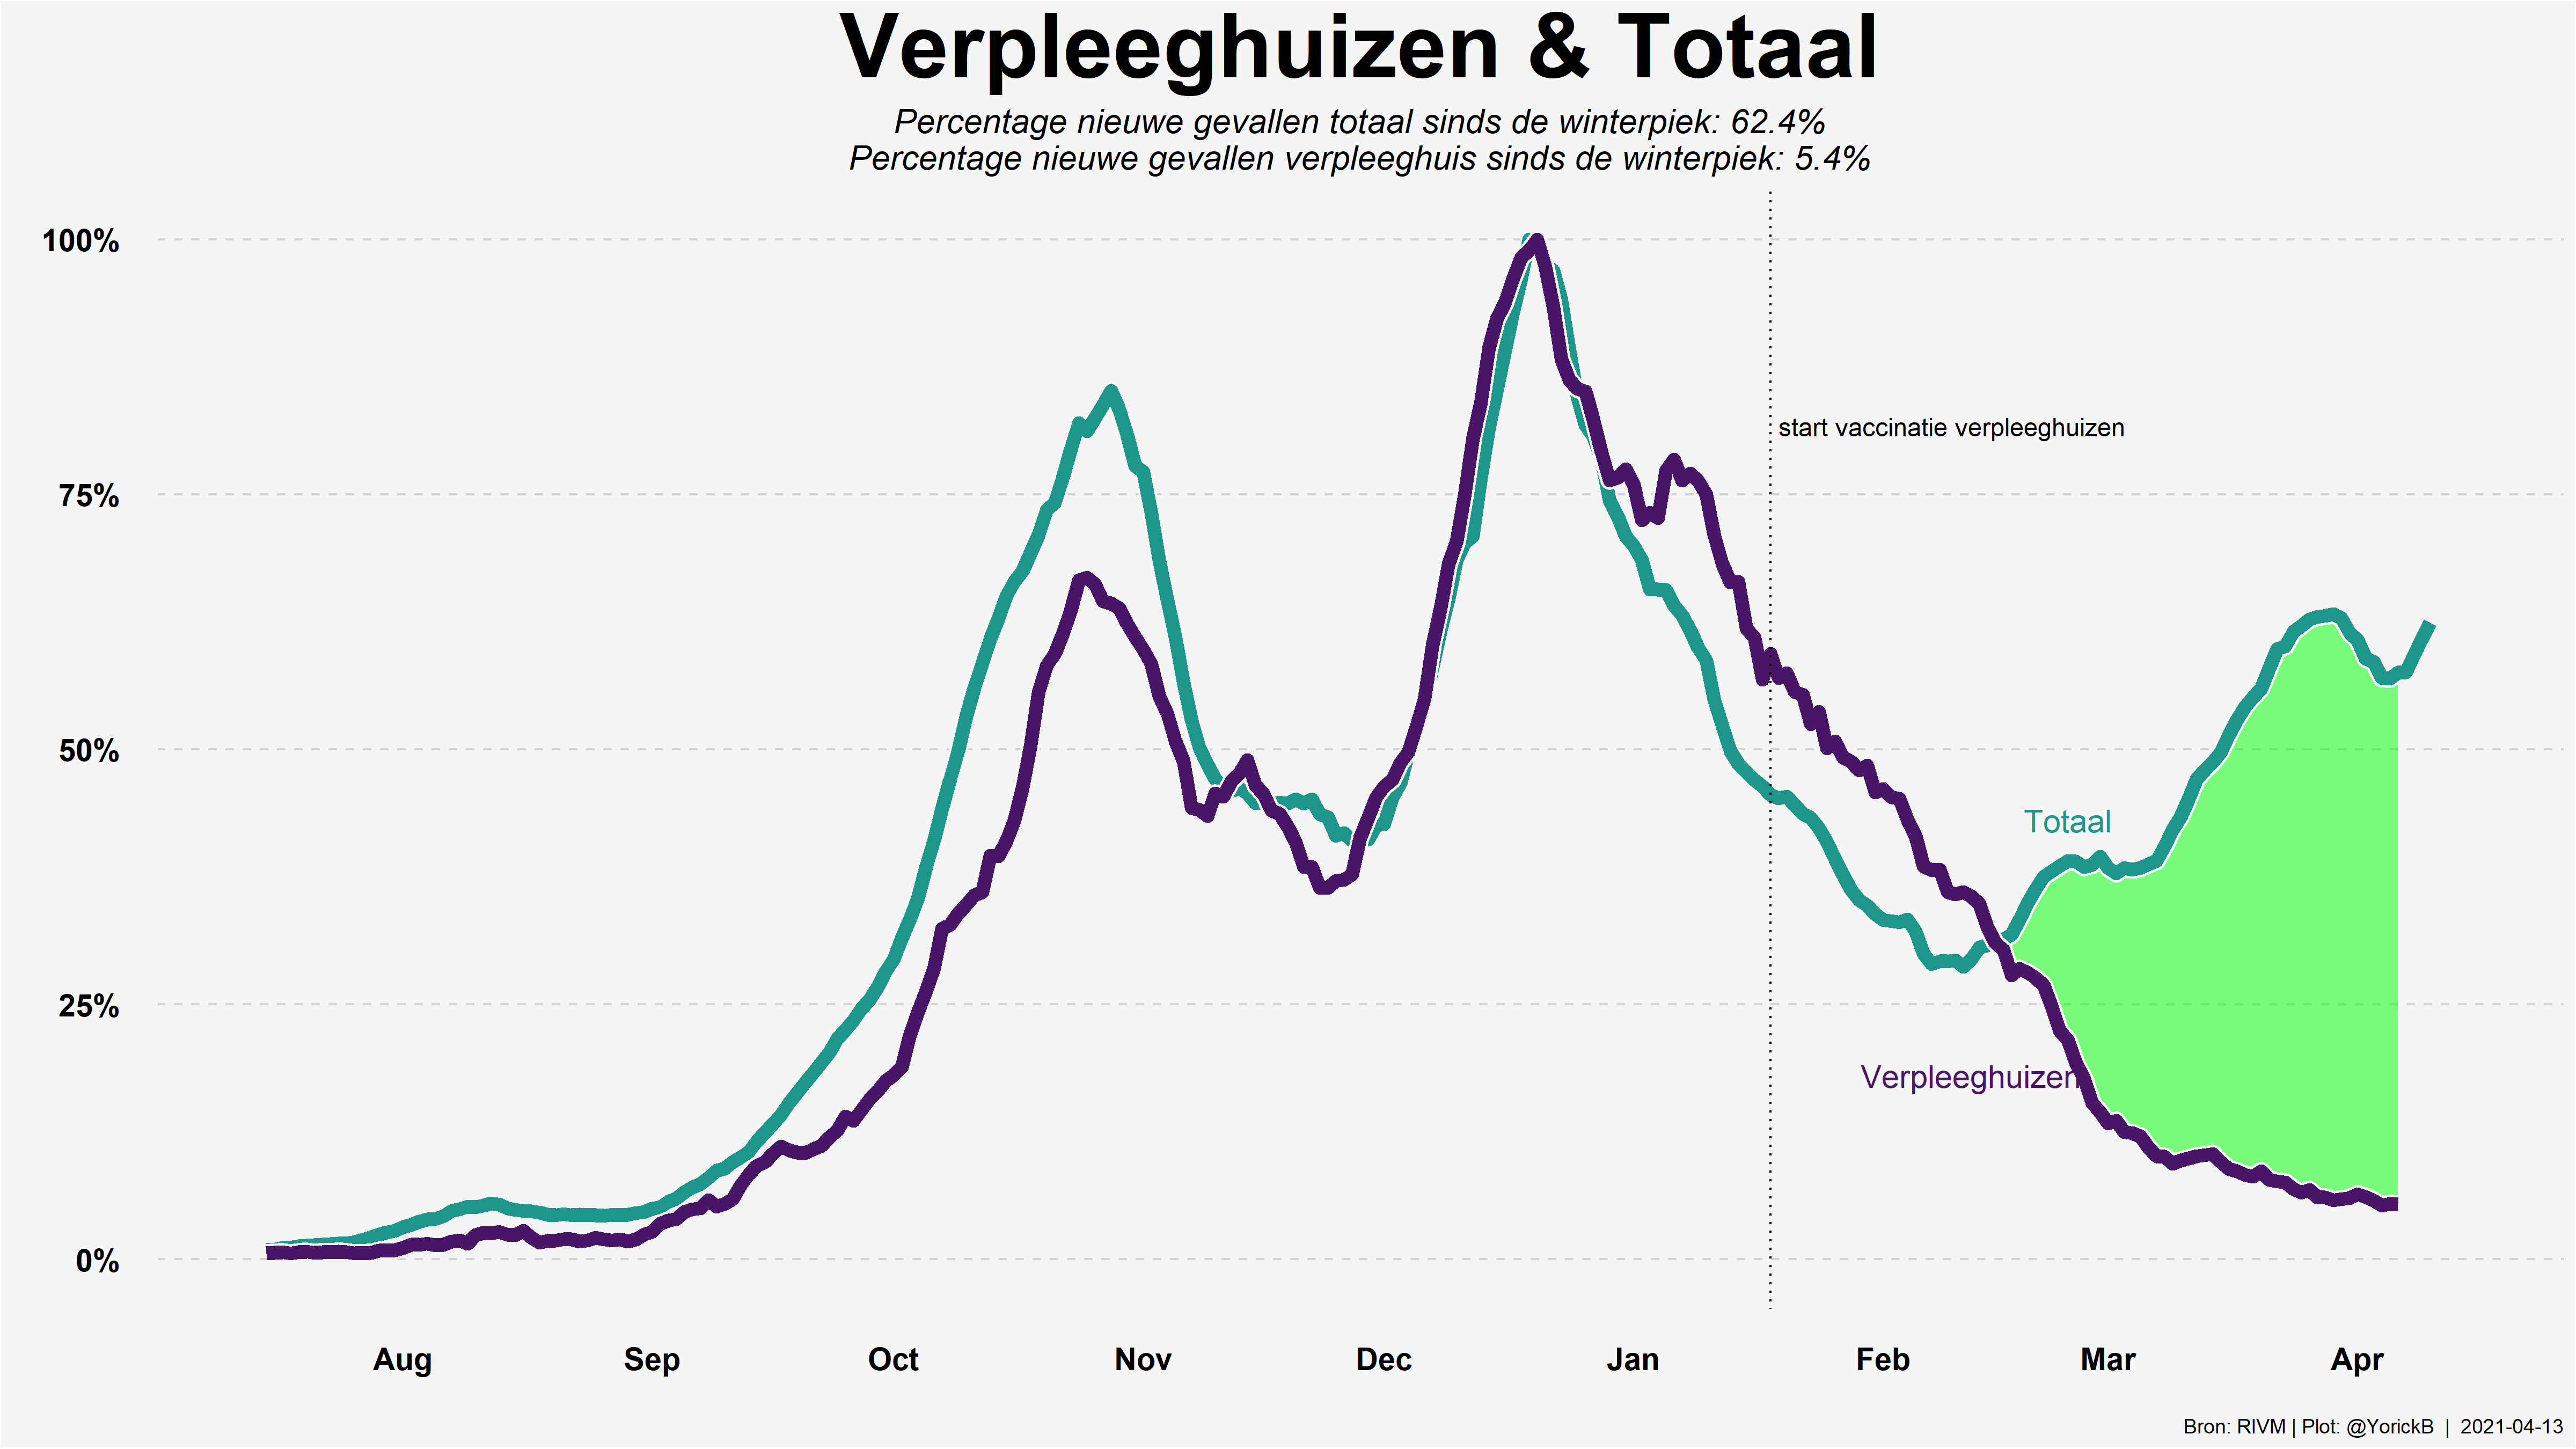 Verpleeghuizen & Totaal
Percentage nieuwe gevallen totaal sinds de winterpiek: 62.4%
Percentage nieuwe gevallen verpleeghuis sinds de winterpiek: 5.4%
100%
start vaccinatie verpleeghuizen
75%
50%
Totaal
25%
Verpleeghuizen
0%
Aug Sep Oct Nov Dec Jan Feb Mar Apr
Bron: RIVM | Plot: @YorickB | 2021-04-13